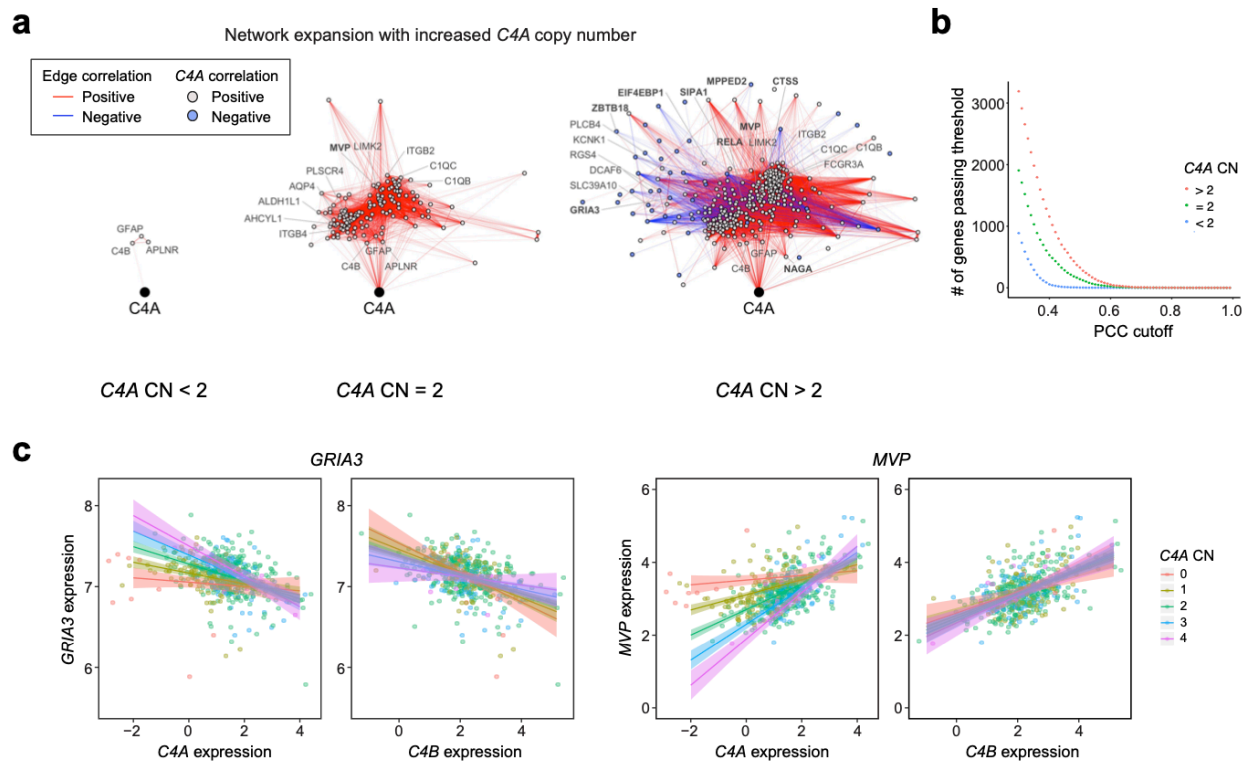 a
Network expansion with increased C4A copy number
Edge correlation
Positive
Negative
C4A correlation
Positive
Negative
GFAP
C4B
APLNR
C4A
C4A CN < 2
MVP
LIMK2
ITGB2
PLSCR4
C1QC
AQP4
C1QB
ALDH1L1
AHCYL1
ITGB4
GFAP
C4B
APLNR
C4A
C4A CN = 2
MPPED2
CTSS
EIF4EBP1
SIPA1
ZBTB18
PLCB4
MVP
ITGB2
KCNK1
RELA
LIMK2
C1QC
C1QB
RGS4
FCGR3A
DCAF6
SLC39A10
GRIA3
GFAP
C4B
NAGA
C4A
C4A CN > 2
b
# of genes passing threshold
3000
2000
1000
0
0.4
0.6
0.8
1.0
PCC cutoff
C4A CN
> 2
= 2
< 2
c
GRIA3
GRIA3 expression
8
7
6
−2
0
2
4
C4A expression
8
7
6
0
2
4
C4B expression
MVP
MVP expression
6
4
2
0
−2
0
2
4
C4A expression
6
4
2
0
0
2
4
C4B expression
C4A CN
0
1
2
3
4